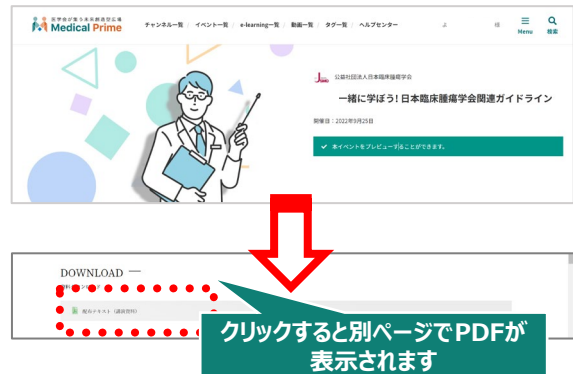 医学会が集う未来創造型広場
Medical Prime
チャンネル一覧 / イベント一覧 / e-learning一覧 / 動画一覧 / タグ一覧 / ヘルプセンター
様
Menu
検索
公益社団法人日本臨床腫瘍学会
一緒に学ぼう! 日本臨床腫瘍学会関連ガイドライン
開催日：2022年9月25日
本イベントをプレビューすることができます。
DOWNLOAD
クリックすると別ページでPDFが
表示されます